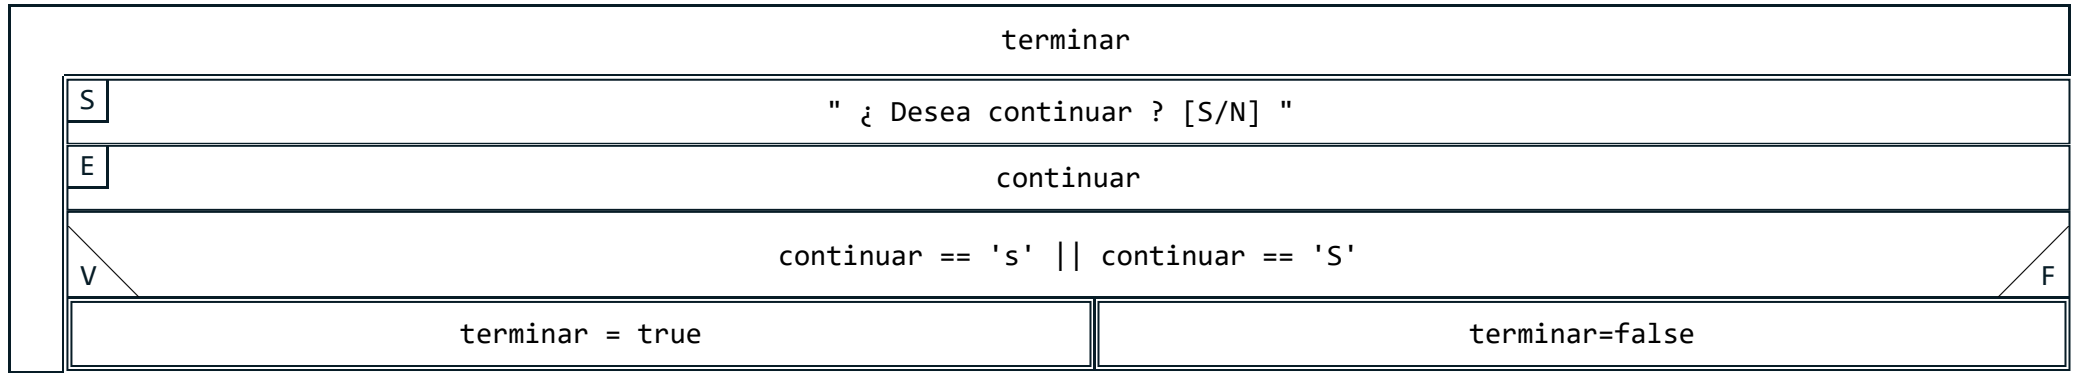 terminar
S
" ¿ Desea continuar ? [S/N] "
E
continuar
continuar == 's' || continuar == 'S'
V
F
terminar = true
terminar=false